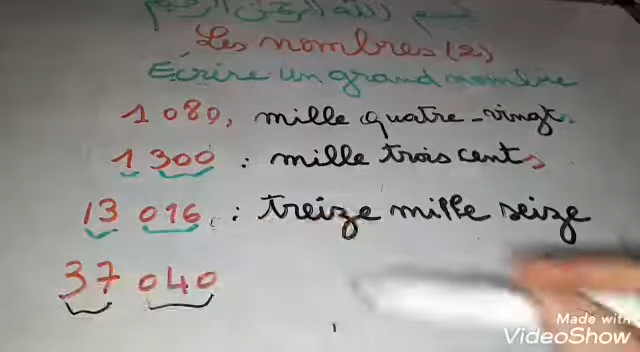 بسم الله الرحمن الرحيم
Les nombres (2)
Ecrire un grand nombre
1 080, mille quatre-vingt.
1 300 : mille trois cents
13 016 : treize mille seize
37 040
Made with
VideoShow